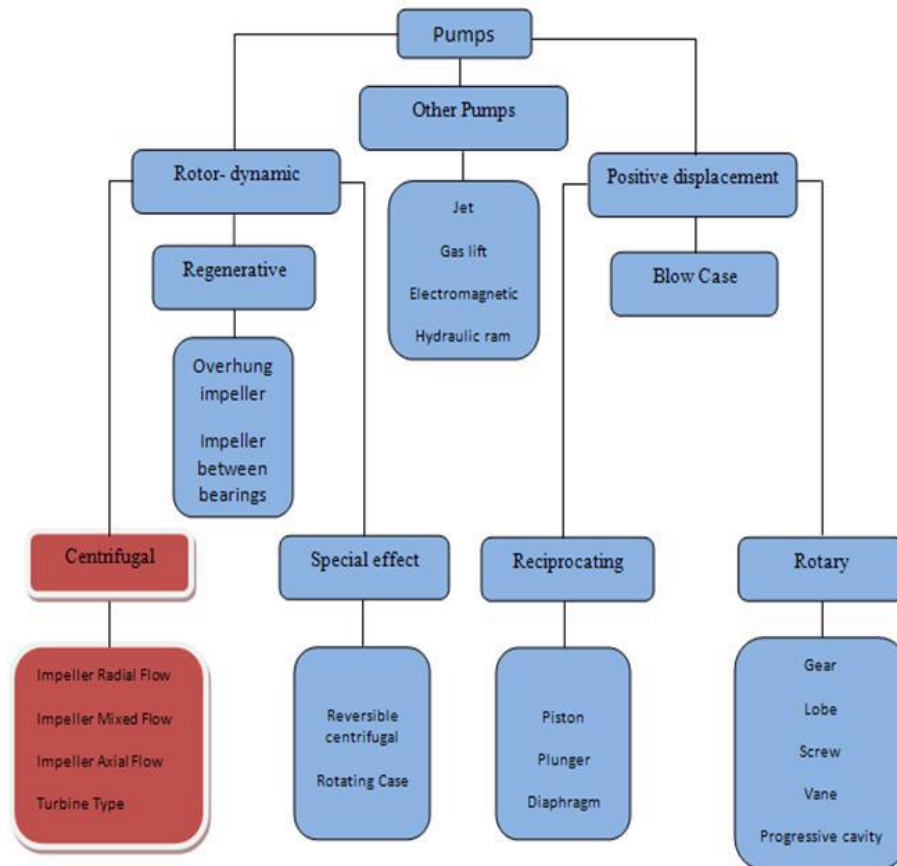 Pumps
Other Pumps
Jet
Gas lift
Electromagnetic
Hydraulic ram
Rotor- dynamic
Regenerative
Overhung
impeller
Impeller
between
bearings
Centrifugal
Impeller Radial Flow
Impeller Mixed Flow
Impeller Axial Flow
Turbine Type
Special effect
Reversible
centrifugal
Rotating Case
Positive displacement
Blow Case
Reciprocating
Piston
Plunger
Diaphragm
Rotary
Gear
Lobe
Screw
Vane
Progressive cavity